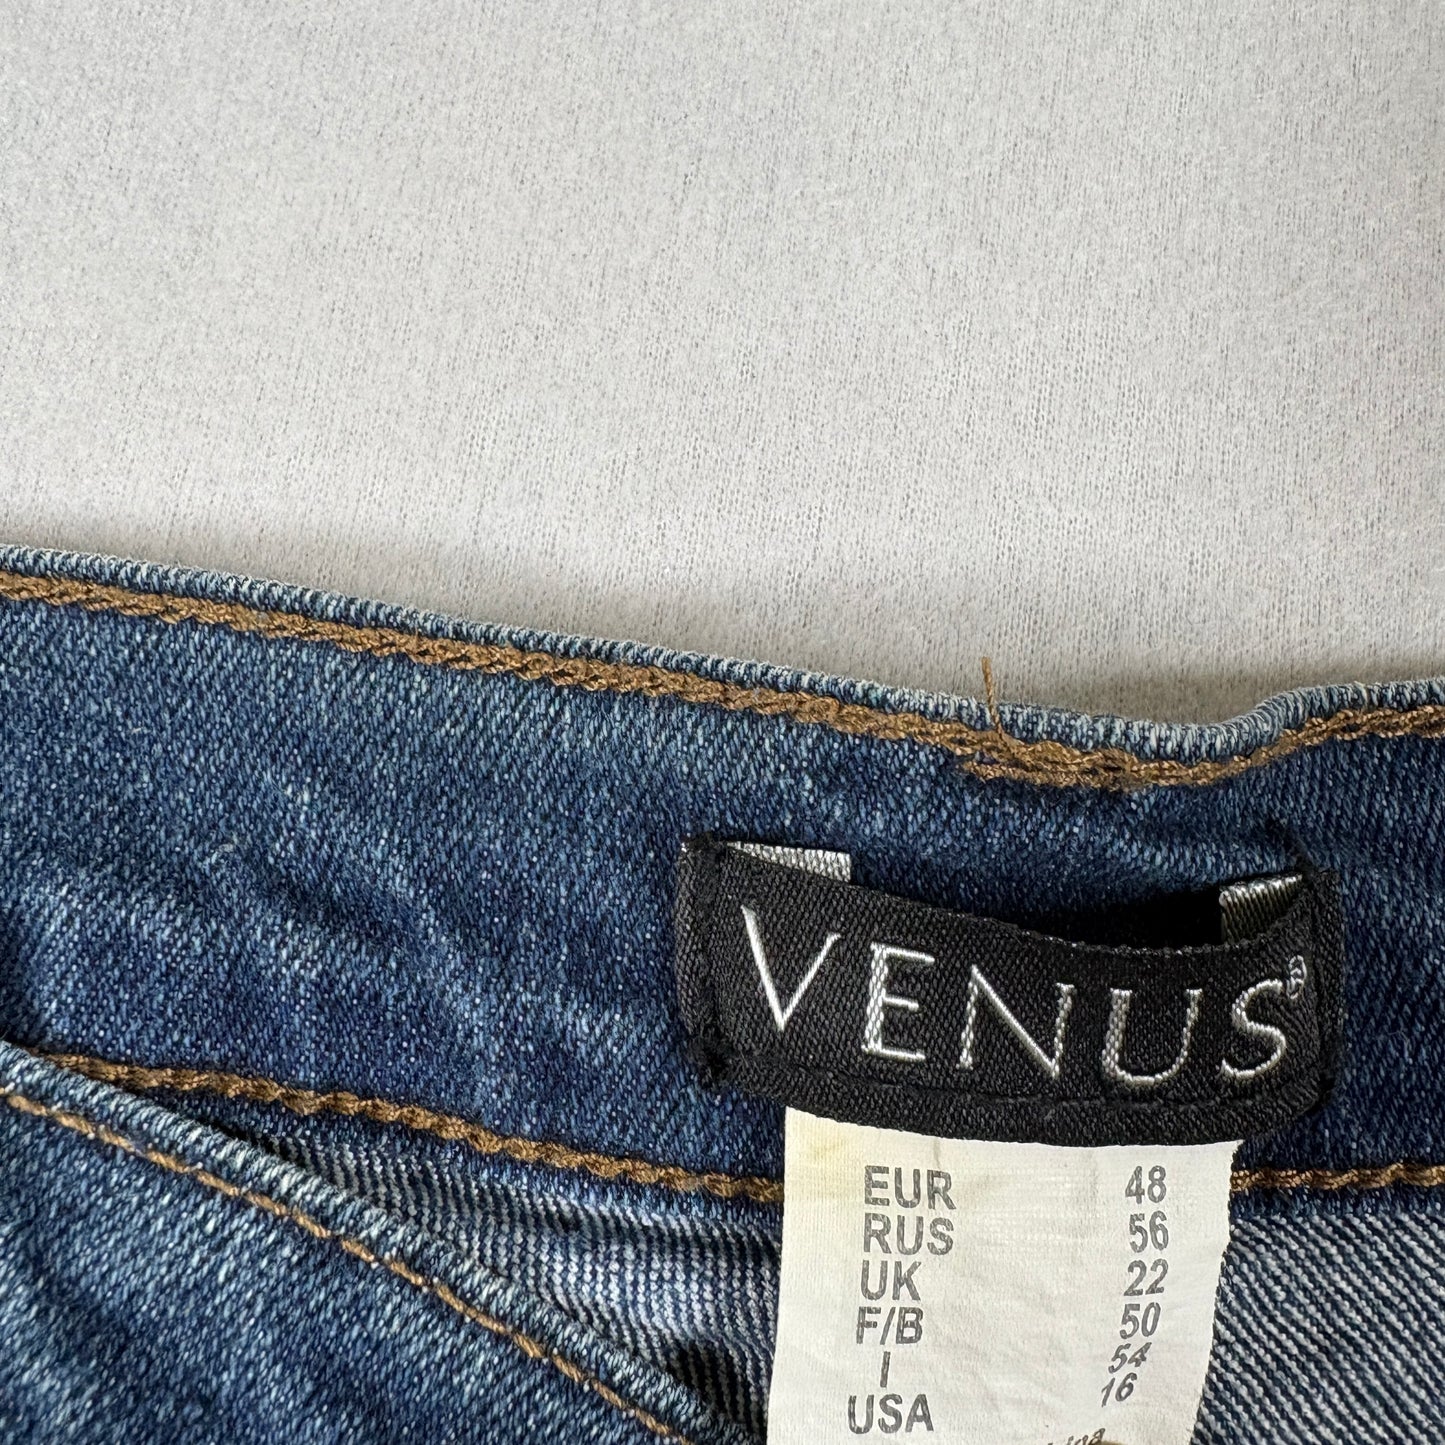 VENUS®
EUR 48
RUS 56
UK 22
F/B 50
I 54
USA 16